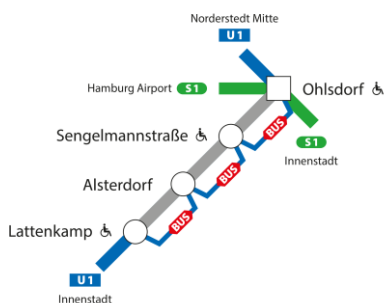 Norderstedt Mitte
U1
Hamburg Airport S1
Ohlsdorf
Sengelmannstraße
BUS
S1
Innenstadt
BUS
Alsterdorf
BUS
Lattenkamp
U1
Innenstadt